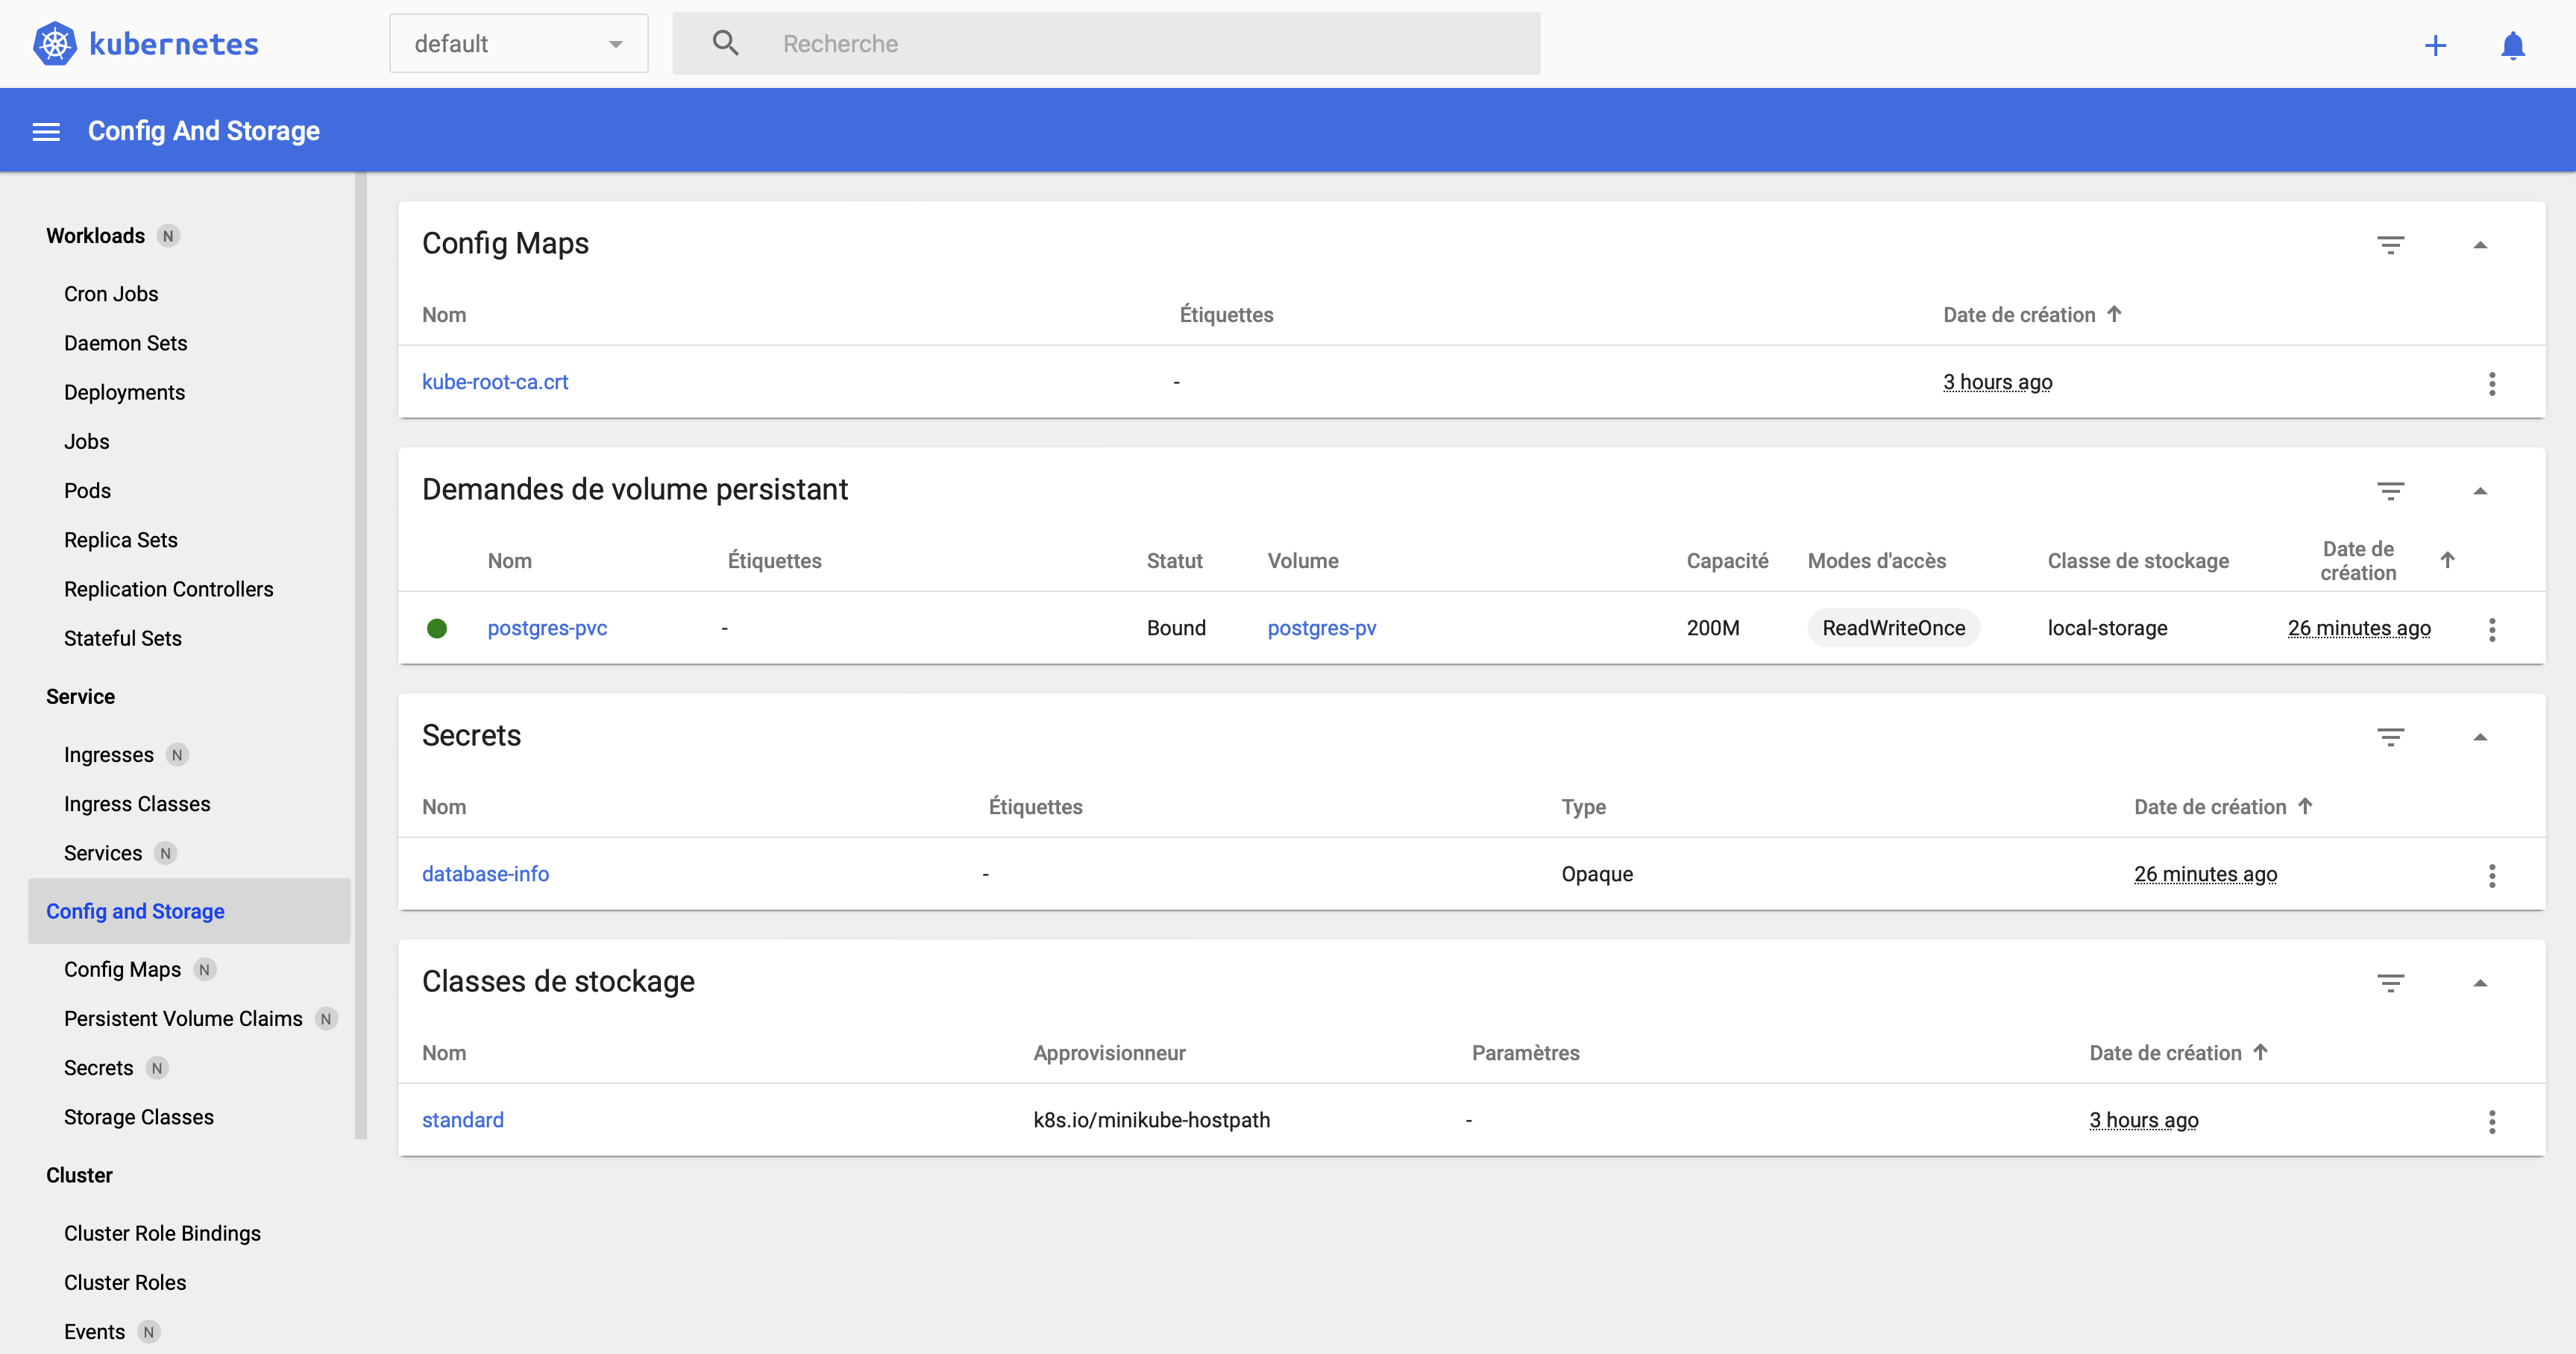 kubernetes
default
Recherche
Config And Storage
Workloads N
Cron Jobs
Daemon Sets
Deployments
Jobs
Pods
Replica Sets
Replication Controllers
Stateful Sets
Service
Ingresses N
Ingress Classes
Services N
Config and Storage
Config Maps N
Persistent Volume Claims N
Secrets N
Storage Classes
Cluster
Cluster Role Bindings
Cluster Roles
Events N
Config Maps
Nom Étiquettes Date de création
kube-root-ca.crt - 3 hours ago
Demandes de volume persistant
Nom Étiquettes Statut Volume Capacité Modes d'accès Classe de stockage Date de création
postgres-pvc - Bound postgres-pv 200M ReadWriteOnce local-storage 26 minutes ago
Secrets
Nom Étiquettes Type Date de création
database-info - Opaque 26 minutes ago
Classes de stockage
Nom Approvisionneur Paramètres Date de création
standard k8s.io/minikube-hostpath - 3 hours ago